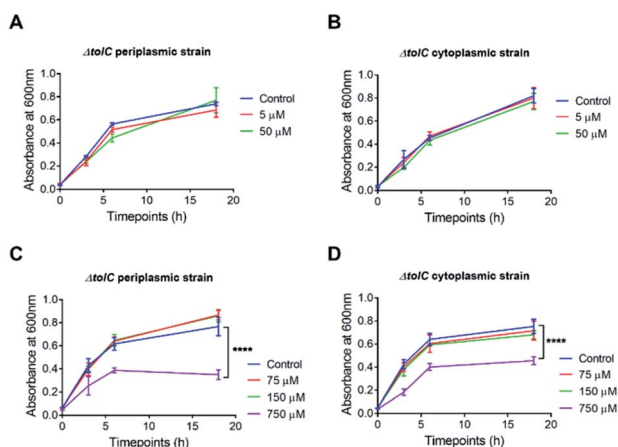 A
ΔtolC periplasmic strain
Absorbance at 600nm
1.0
0.8
0.6
0.4
0.2
0.0
0 5 10 15 20
Timepoints (h)
Control
5 μM
50 μM
B
ΔtolC cytoplasmic strain
Absorbance at 600nm
1.0
0.8
0.6
0.4
0.2
0.0
0 5 10 15 20
Timepoints (h)
Control
5 μM
50 μM
C
ΔtolC periplasmic strain
Absorbance at 600nm
1.0
0.8
0.6
0.4
0.2
0.0
0 5 10 15 20
Timepoints (h)
****
Control
75 μM
150 μM
750 μM
D
ΔtolC cytoplasmic strain
Absorbance at 600nm
1.0
0.8
0.6
0.4
0.2
0.0
0 5 10 15 20
Timepoints (h)
****
Control
75 μM
150 μM
750 μM